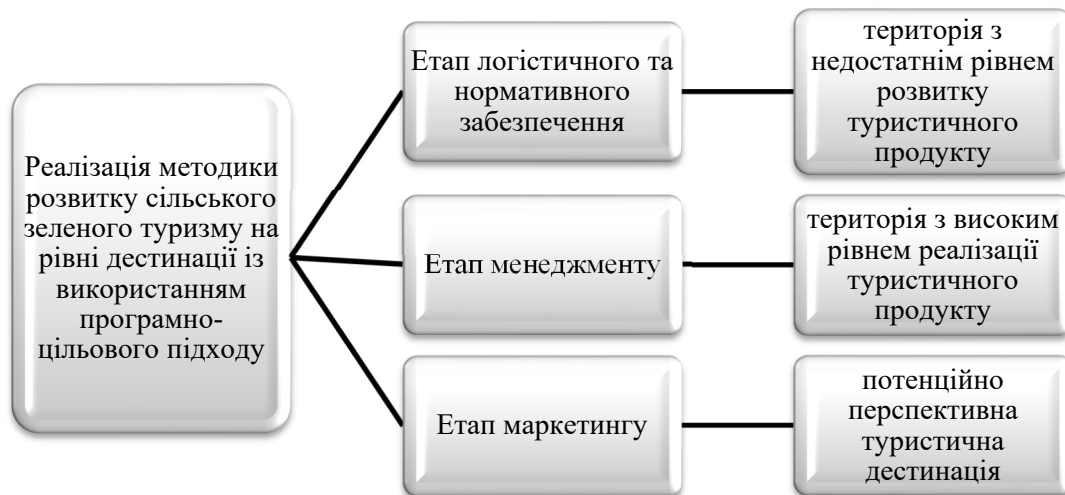 Реалізація методики
розвитку сільського
зеленого туризму на
рівні дестинації із
використанням
програмно-
цільового підходу
Етап логістичного та
нормативного
забезпечення
територія з
недостатнім рівнем
розвитку
туристичного
продукту
Етап менеджменту
територія з високим
рівнем реалізації
туристичного
продукту
Етап маркетингу
потенційно
перспективна
туристична
дестинація